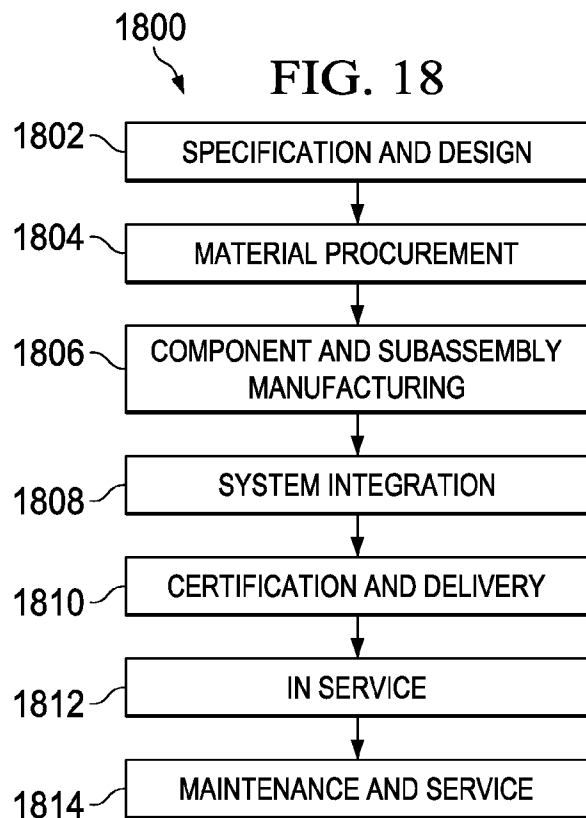 1800
FIG. 18
1802
SPECIFICATION AND DESIGN
1804
MATERIAL PROCUREMENT
1806
COMPONENT AND SUBASSEMBLY
MANUFACTURING
1808
SYSTEM INTEGRATION
1810
CERTIFICATION AND DELIVERY
1812
IN SERVICE
1814
MAINTENANCE AND SERVICE